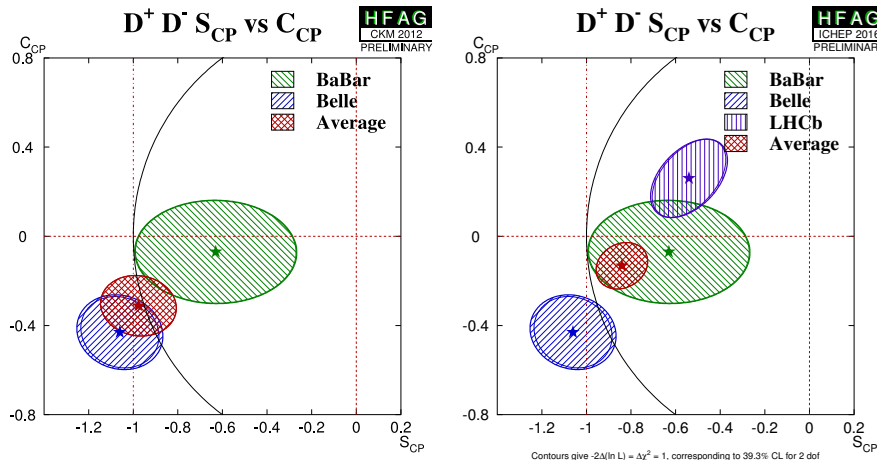 D+ D- SCP vs CCP
HFAG
CKM 2012
PRELIMINARY
CCP
BaBar
Belle
Average
0.8
0.4
0
-0.4
-0.8
-1.2 -1 -0.8 -0.6 -0.4 -0.2 0 0.2
SCP
D+ D- SCP vs CCP
HFAG
ICHEP 2016
PRELIMINARY
CCP
BaBar
Belle
LHCb
Average
0.8
0.4
0
-0.4
-0.8
-1.2 -1 -0.8 -0.6 -0.4 -0.2 0 0.2
SCP
Contours give -2Δ(ln L) = Δχ² = 1, corresponding to 39.3% CL for 2 dof